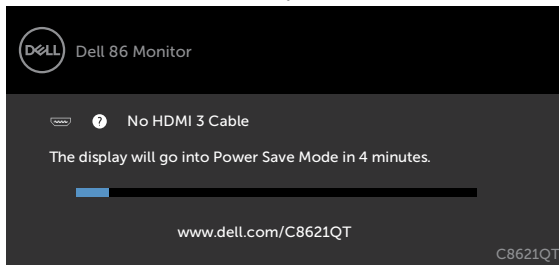 DELL Dell 86 Monitor
? No HDMI 3 Cable
The display will go into Power Save Mode in 4 minutes.
www.dell.com/C8621QT
C8621QT